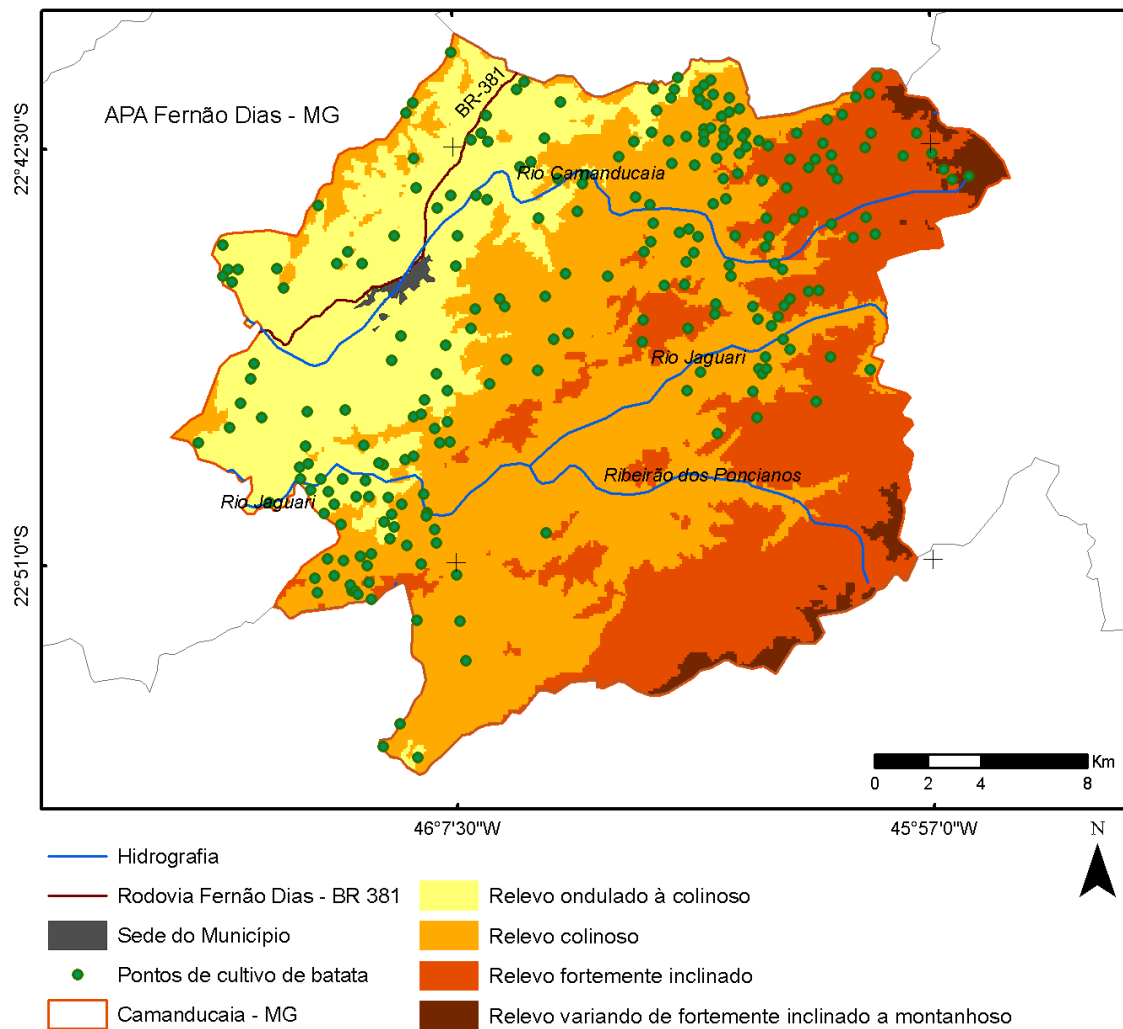 APA Fernão Dias - MG
BR-381
22°42'30"S
Rio Camanducaia
Rio Jaguari
Ribeirão dos Poncianos
Rio Jaguari
22°51'0"S
Km
0 2 4 8
46°7'30"W
45°57'0"W
N
Hidrografia
Rodovia Fernão Dias - BR 381
Sede do Município
Pontos de cultivo de batata
Camanducaia - MG
Relevo ondulado à colinoso
Relevo colinoso
Relevo fortemente inclinado
Relevo variando de fortemente inclinado a montanhoso